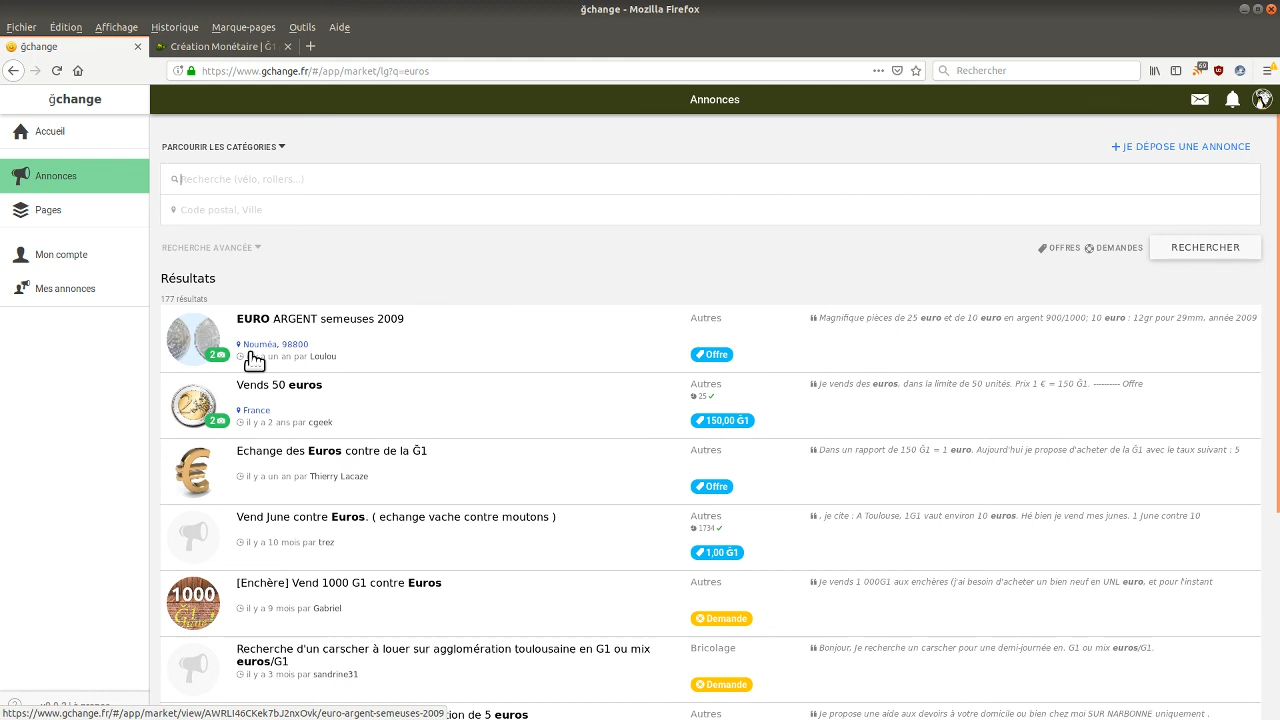 ğchange - Mozilla Firefox
Fichier Édition Affichage Historique Marque-pages Outils Aide
ğchange
Création Monétaire | Ğ1
https://www.gchange.fr/#/app/market/lg?q=euros
Rechercher
69
ğchange
Annonces
Accueil
Annonces
Pages
Mon compte
Mes annonces
PARCOURIR LES CATÉGORIES
+ JE DÉPOSE UNE ANNONCE
Recherche (vélo, rollers...)
Code postal, Ville
RECHERCHE AVANCÉE
OFFRES DEMANDES
RECHERCHER
Résultats
177 résultats
EURO ARGENT semeuses 2009
Autres
Magnifique pièces de 25 euro et de 10 euro en argent 900/1000; 10 euro : 12gr pour 29mm, année 2009
Nouméa, 98800
2
un an par Loulou
Offre
Vends 50 euros
Autres
Je vends des euros, dans la limite de 50 unités. Prix 1 € = 150 Ğ1. ---------- Offre
25
France
2
il y a 2 ans par cgeek
150,00 Ğ1
Echange des Euros contre de la Ğ1
Autres
Dans un rapport de 150 Ğ1 = 1 euro. Aujourd'hui je propose d'acheter de la Ğ1 avec le taux suivant : 5
il y a un an par Thierry Lacaze
Offre
Vend June contre Euros. ( echange vache contre moutons )
Autres
, je cite : A Toulouse, 1G1 vaut environ 10 euros. Hé bien je vend mes junes. 1 June contre 10
1734
il y a 10 mois par trez
1,00 Ğ1
[Enchère] Vend 1000 G1 contre Euros
Autres
Je vends 1 000G1 aux enchères (j'ai besoin d'acheter un bien neuf en UNL euro, et pour l'instant
1000
il y a 9 mois par Gabriel
Demande
Recherche d'un carscher à louer sur agglomération toulousaine en G1 ou mix
euros/G1
Bricolage
Bonjour, Je recherche un carscher pour une demi-journée en. G1 ou mix euros/G1.
il y a 3 mois par sandrine31
Demande
https://www.gchange.fr/#/app/market/view/AWRLI46CKek7bJ2nxOvk/euro-argent-semeuses-2009
tion de 5 euros
Autres
Je propose une aide aux devoirs à votre domicile ou bien chez moi SUR NARBONNE uniquement .